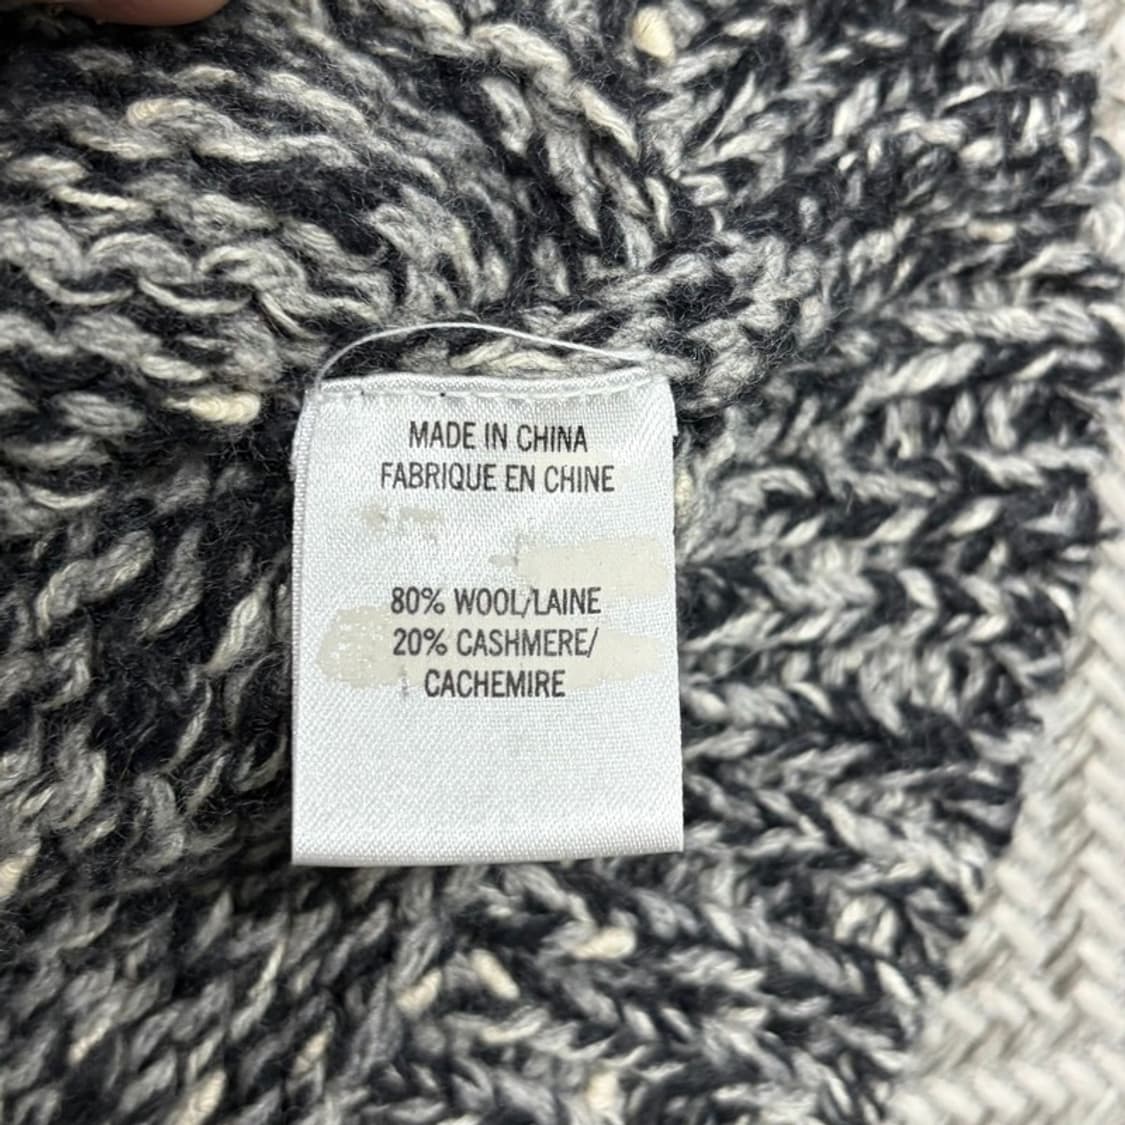 MADE IN CHINA
FABRIQUE EN CHINE
80% WOOL/LAINE
20% CASHMERE/
CACHEMIRE